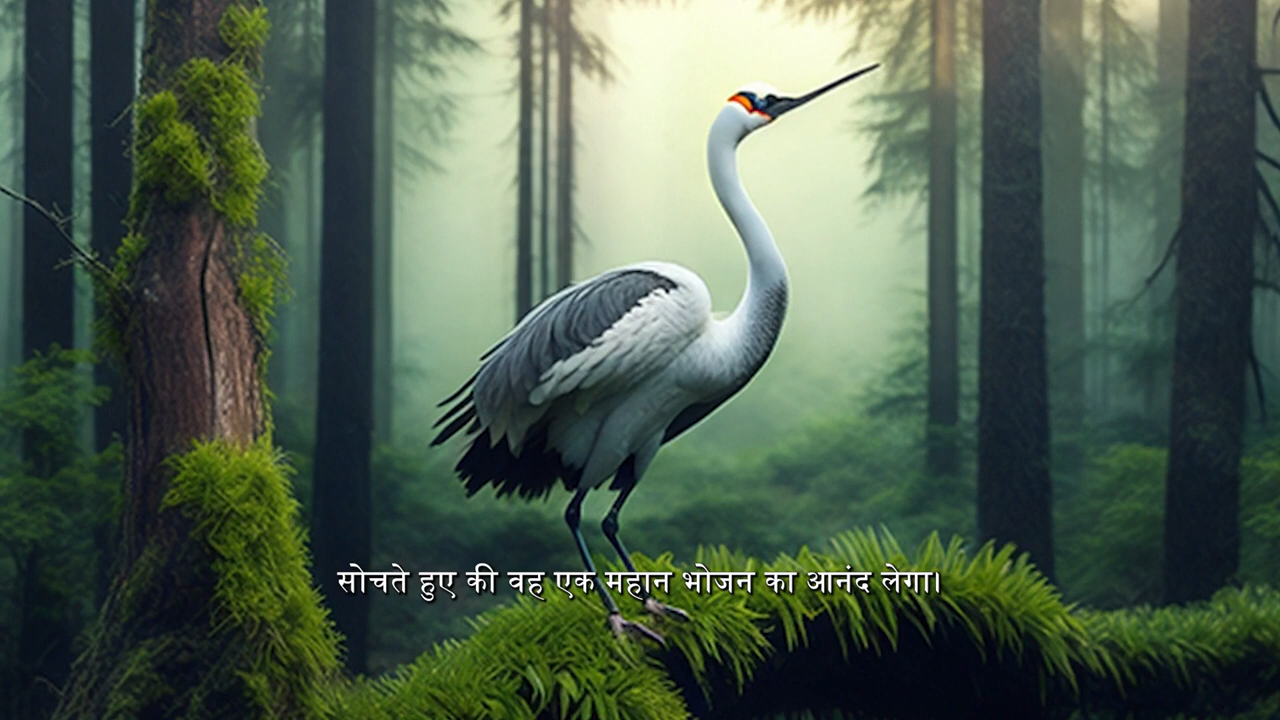 सोचते हुए की वह एक महान भोजन का आनंद लेगा।